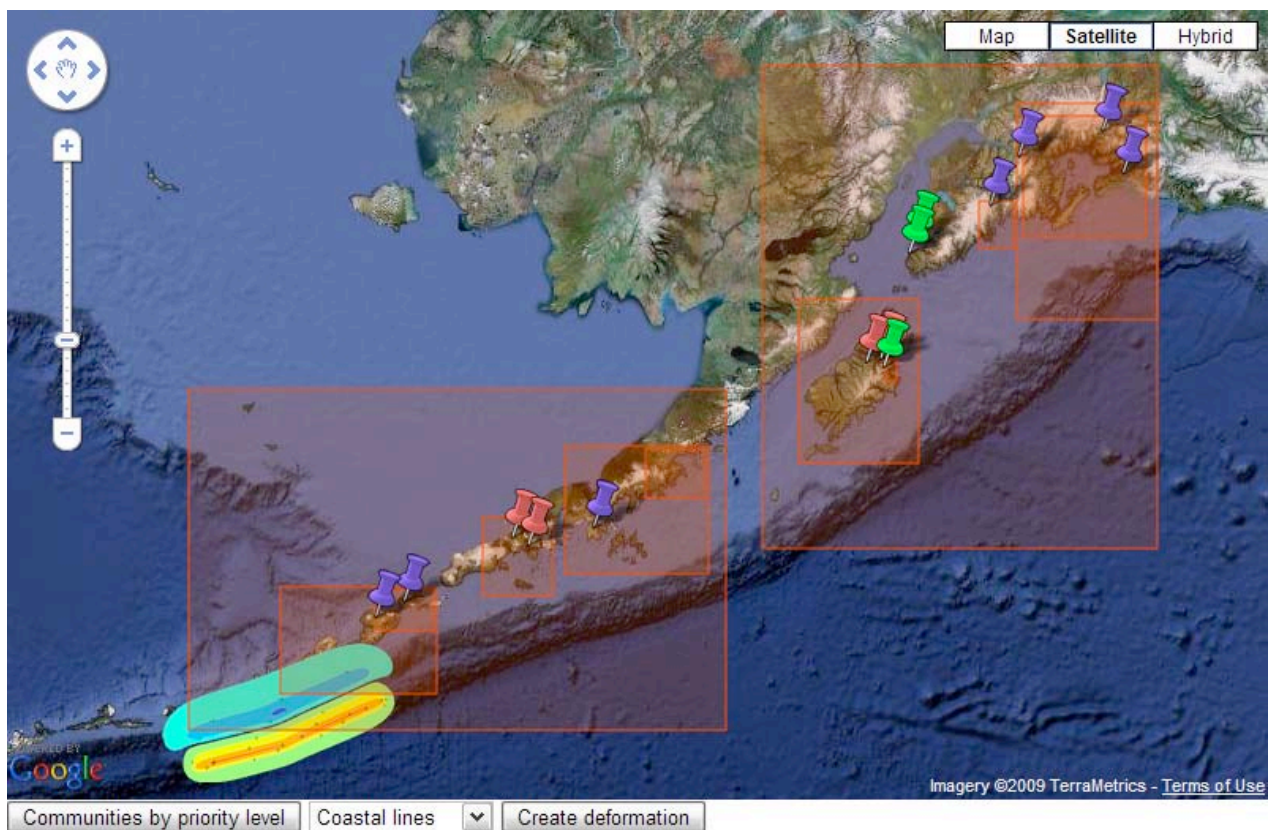 Map Satellite Hybrid
POWERED BY
Google
Imagery ©2009 TerraMetrics - Terms of Use
Communities by priority level Coastal lines Create deformation